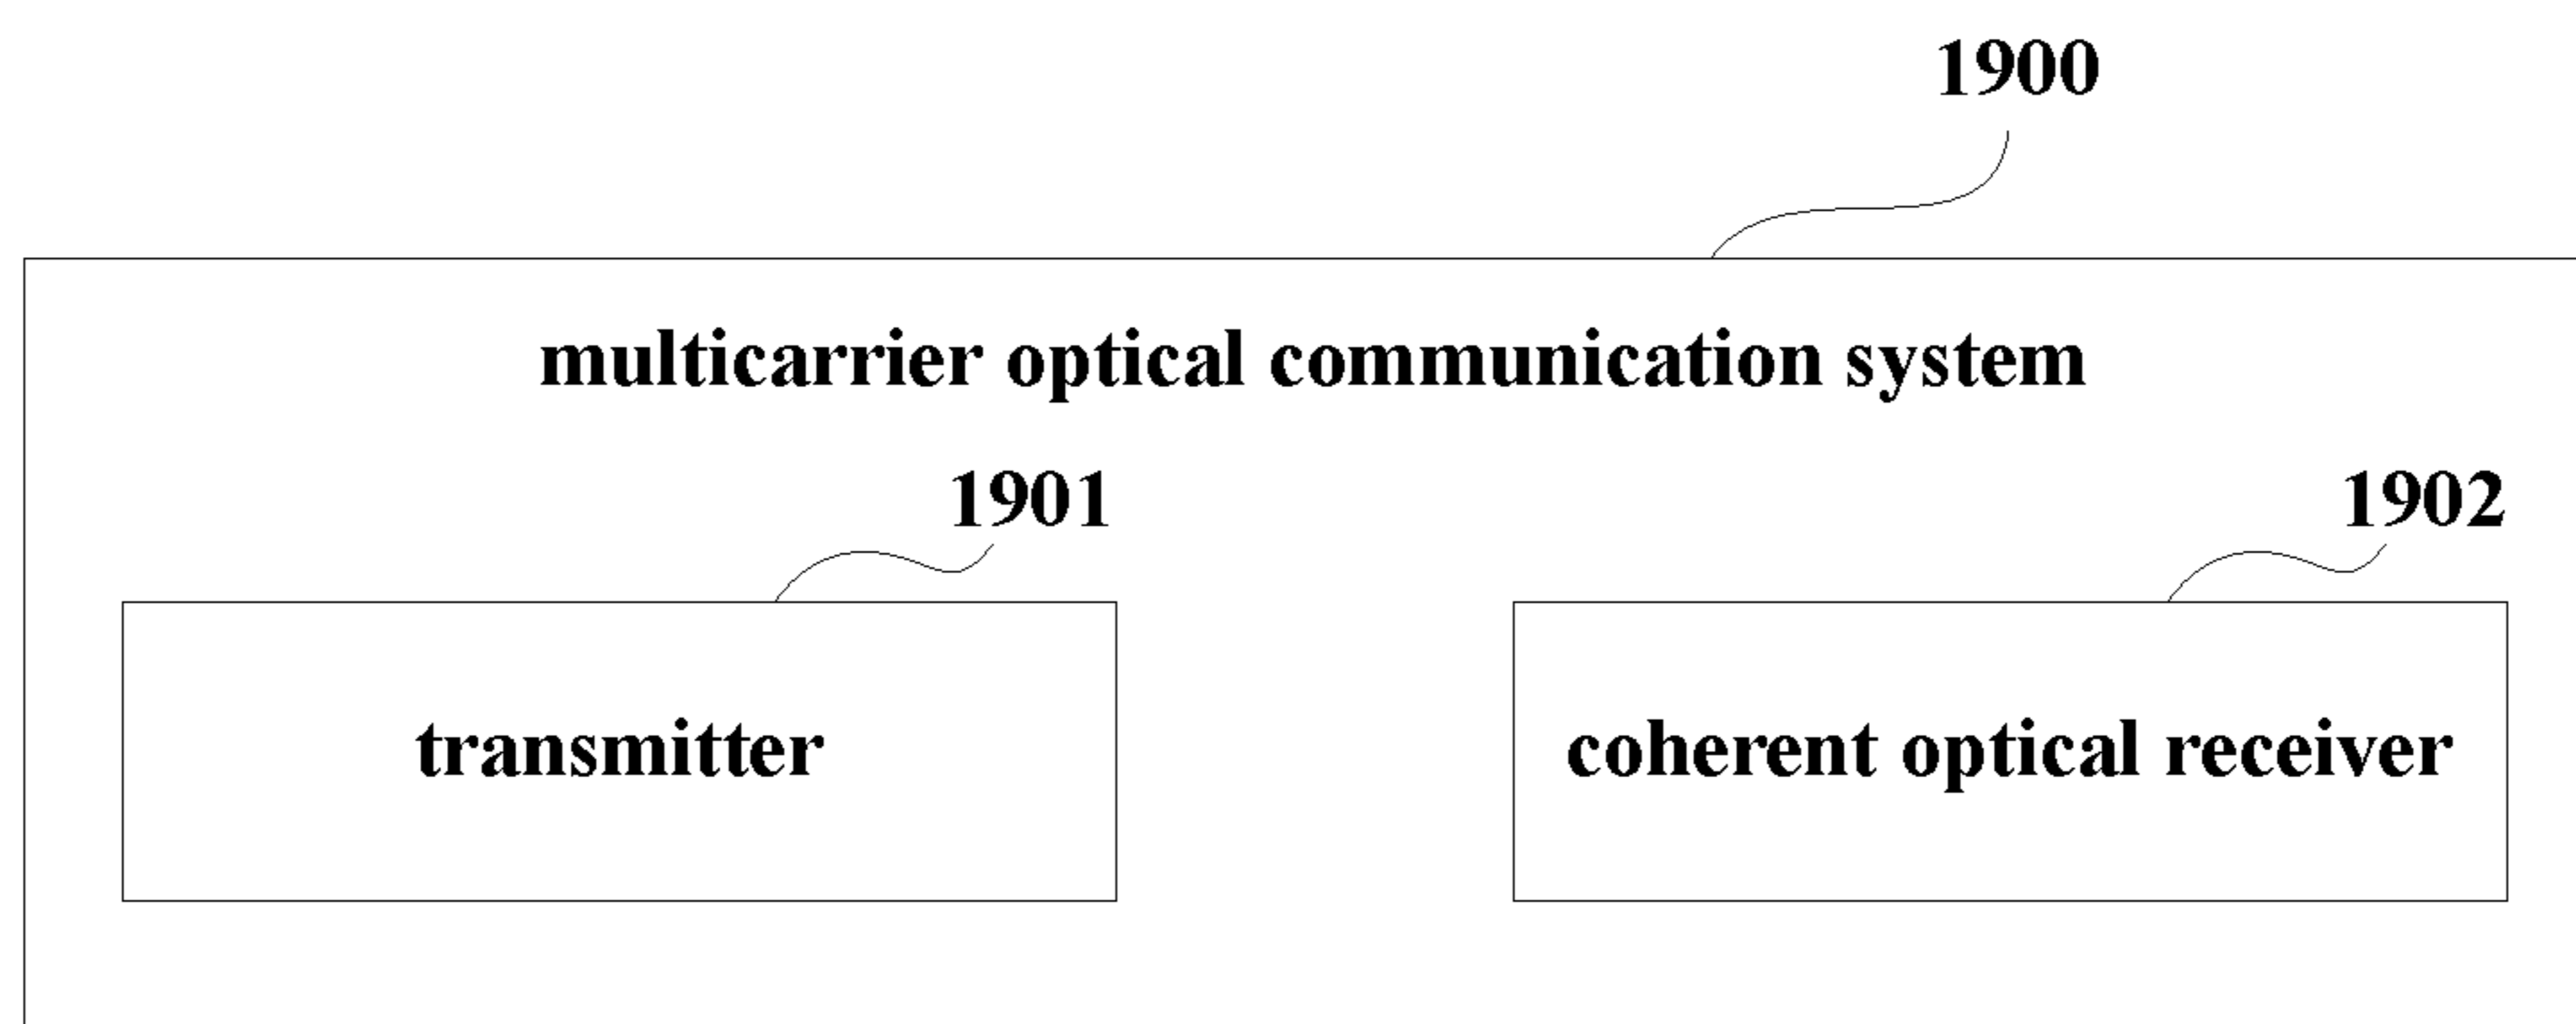 1900
multicarrier optical communication system
1901
1902
transmitter
coherent optical receiver